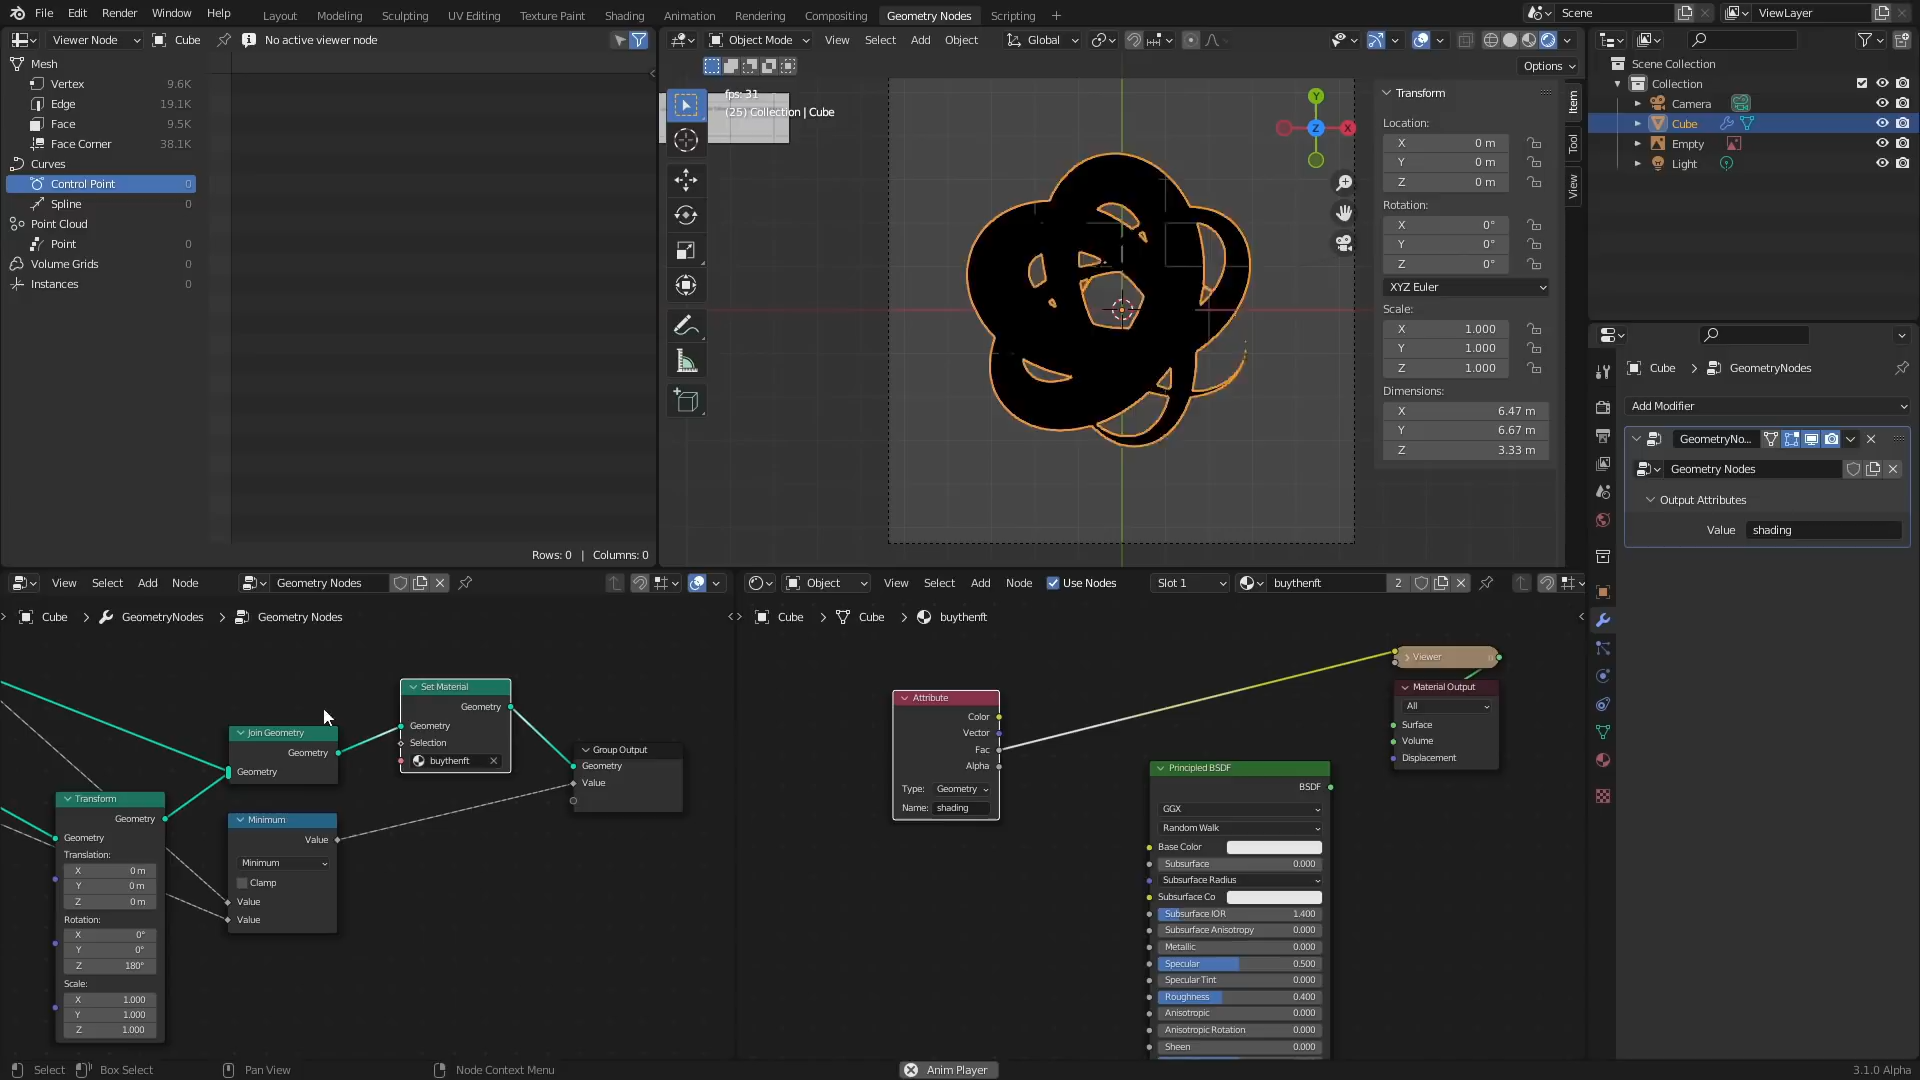 File Edit Render Window Help
Layout Modeling Sculpting UV Editing Texture Paint Shading Animation Rendering Compositing Geometry Nodes Scripting +
Scene
ViewLayer
Viewer Node Cube No active viewer node
Mesh
Vertex 9.6K
Edge 19.1K
Face 9.5K
Face Corner 38.1K
Curves
Control Point 0
Spline 0
Point Cloud
Point 0
Volume Grids 0
Instances 0
Rows: 0 | Columns: 0
Object Mode View Select Add Object Global
Options
fps: 31
(25) Collection | Cube
Y
Z
X
Transform
Location:
X 0 m
Y 0 m
Z 0 m
Rotation:
X 0°
Y 0°
Z 0°
XYZ Euler
Scale:
X 1.000
Y 1.000
Z 1.000
Dimensions:
X 6.47 m
Y 6.67 m
Z 3.33 m
Item
Tool
View
Scene Collection
Collection
Camera
Cube
Empty
Light
Cube > GeometryNodes
Add Modifier
GeometryNo...
Geometry Nodes
Output Attributes
Value shading
View Select Add Node Geometry Nodes
Cube > GeometryNodes > Geometry Nodes
Set Material
Geometry
Geometry
Selection
buythenft
Join Geometry
Geometry
Geometry
Group Output
Geometry
Value
Transform
Geometry
Geometry
Translation:
X 0 m
Y 0 m
Z 0 m
Rotation:
X 0°
Y 0°
Z 180°
Scale:
X 1.000
Y 1.000
Z 1.000
Minimum
Value
Minimum
Clamp
Value
Value
Object View Select Add Node Use Nodes Slot 1 buythenft 2
Cube > Cube > buythenft
Attribute
Color
Vector
Fac
Alpha
Type: Geometry
Name: shading
Viewer
Material Output
All
Surface
Volume
Displacement
Principled BSDF
BSDF
GGX
Random Walk
Base Color
Subsurface 0.000
Subsurface Radius
Subsurface Co
Subsurface IOR 1.400
Subsurface Anisotropy 0.000
Metallic 0.000
Specular 0.500
Specular Tint 0.000
Roughness 0.400
Anisotropic 0.000
Anisotropic Rotation 0.000
Sheen 0.000
Select Box Select Pan View Node Context Menu Anim Player 3.1.0 Alpha